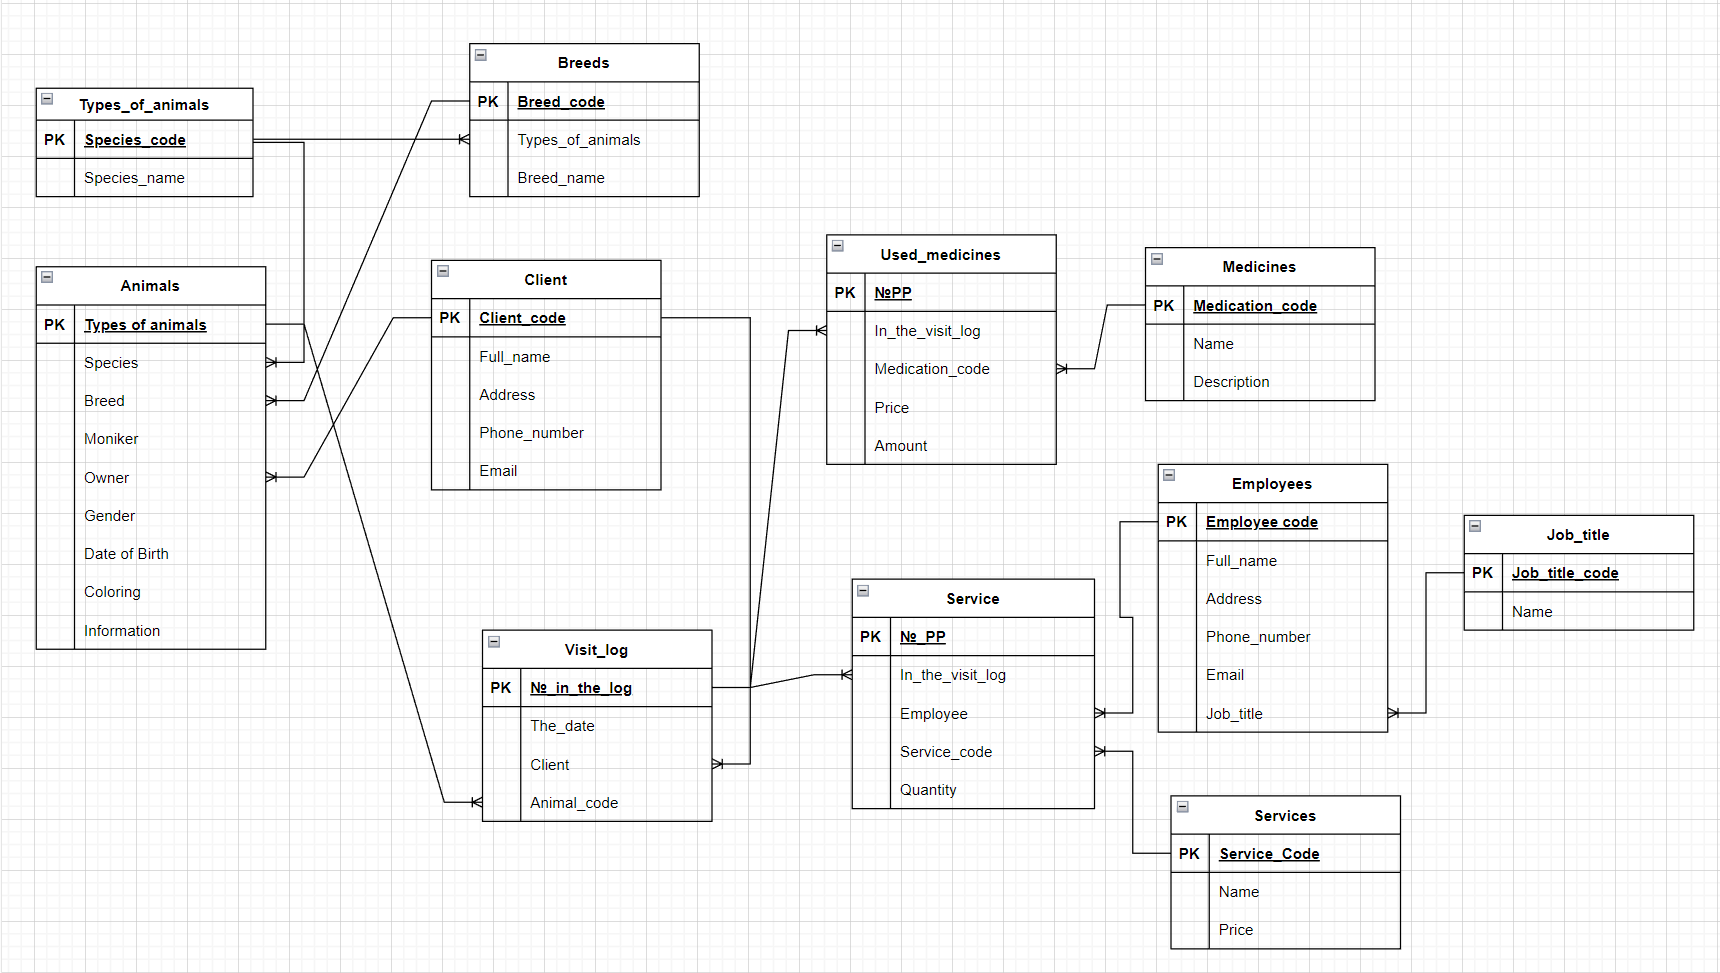 Types_of_animals
PK Species_code
Species_name
Breeds
PK Breed_code
Types_of_animals
Breed_name
Animals
PK Types of animals
Species
Breed
Moniker
Owner
Gender
Date of Birth
Coloring
Information
Client
PK Client_code
Full_name
Address
Phone_number
Email
Visit_log
PK №_in_the_log
The_date
Client
Animal_code
Used_medicines
PK №PP
In_the_visit_log
Medication_code
Price
Amount
Medicines
PK Medication_code
Name
Description
Service
PK №_PP
In_the_visit_log
Employee
Service_code
Quantity
Employees
PK Employee code
Full_name
Address
Phone_number
Email
Job_title
Job_title
PK Job_title_code
Name
Services
PK Service_Code
Name
Price